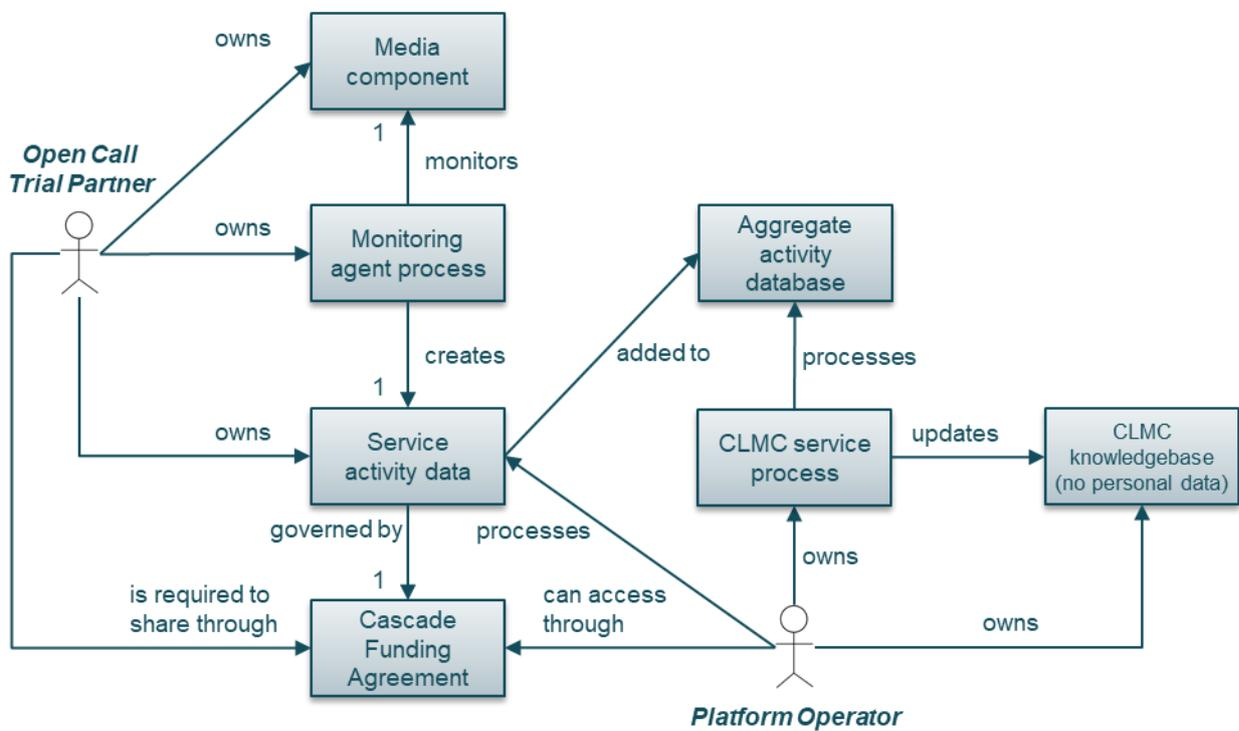 owns
Media
component
1
monitors
Open Call
Trial Partner
owns
Monitoring
agent process
Aggregate
activity
database
creates
1
added to
processes
owns
Service
activity data
CLMC service
process
updates
CLMC
knowledgebase
(no personal data)
governed by
processes
1
owns
is required to
share through
Cascade
Funding
Agreement
can access
through
owns
Platform Operator